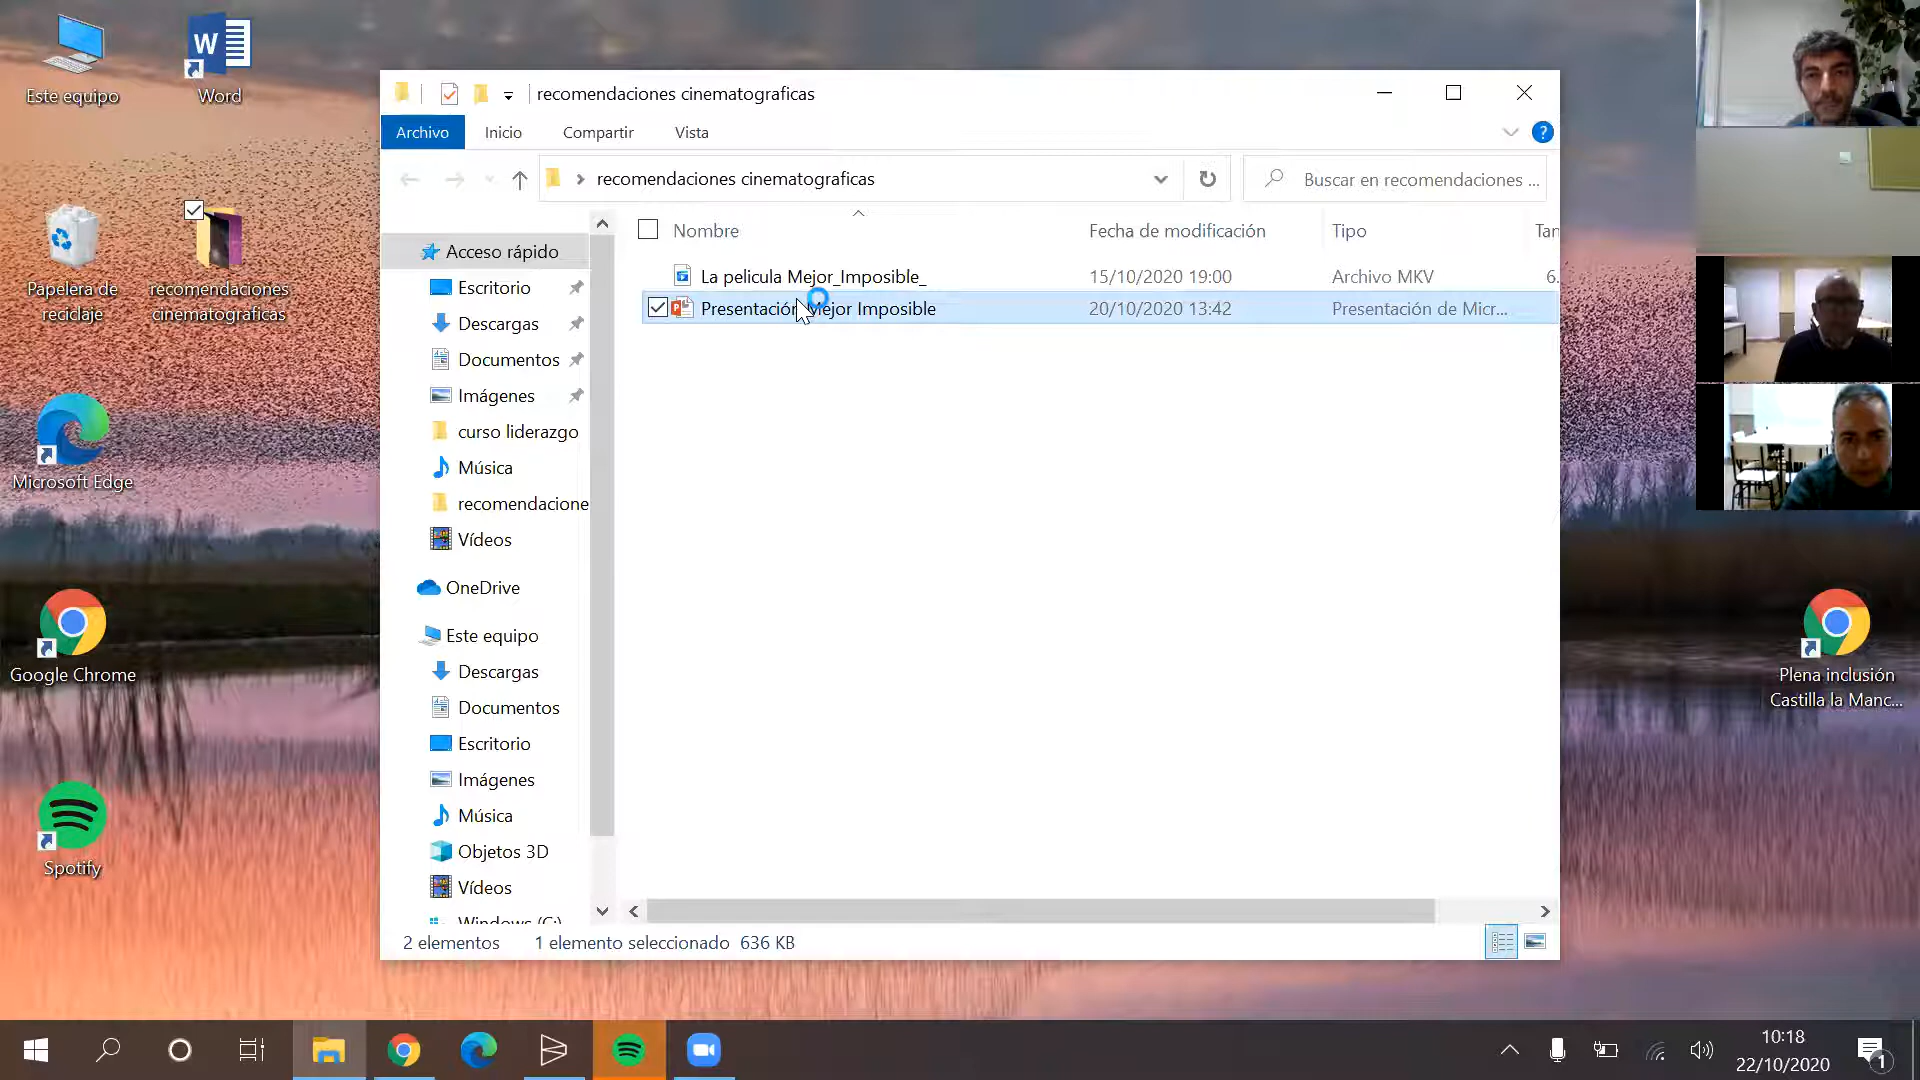 Este equipo
Word
Papelera de
reciclaje
recomendaciones
cinematograficas
Microsoft Edge
Google Chrome
Spotify
recomendaciones cinematograficas
Archivo
Inicio
Compartir
Vista
?
recomendaciones cinematograficas
Buscar en recomendaciones ...
Nombre
Fecha de modificación
Tipo
Tar
La pelicula Mejor_Imposible_
15/10/2020 19:00
Archivo MKV
6.
Presentación Mejor Imposible
20/10/2020 13:42
Presentación de Micr...
Acceso rápido
Escritorio
Descargas
Documentos
Imágenes
curso liderazgo
Música
recomendacione
Vídeos
OneDrive
Este equipo
Descargas
Documentos
Escritorio
Imágenes
Música
Objetos 3D
Vídeos
Windows (C:)
2 elementos
1 elemento seleccionado 636 KB
Plena inclusión
Castilla la Manc...
10:18
22/10/2020
1